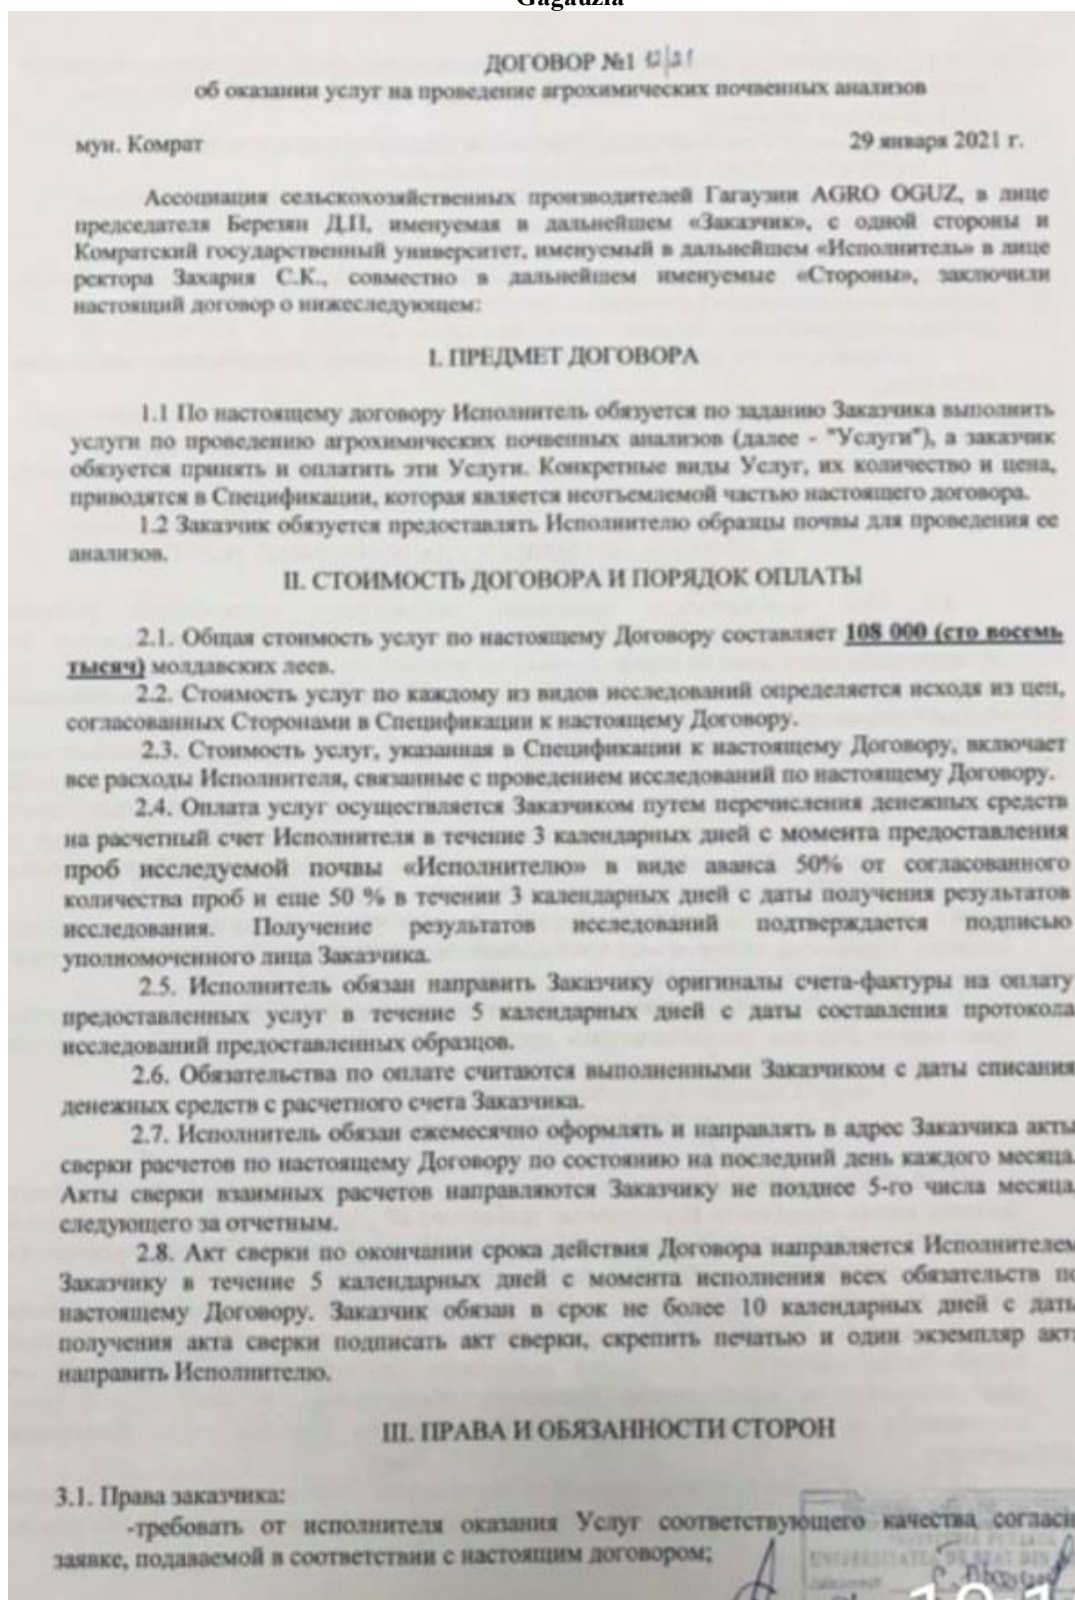 Gagauzia
ДОГОВОР №1
об оказании услуг на проведение агрохимических почвенных анализов
мун. Комрат 29 января 2021 г.
Ассоциация сельскохозяйственных производителей Гагаузии AGRO OGUZ, в лице
председателя Березян Д.П, именуемая в дальнейшем «Заказчик», с одной стороны и
Комратский государственный университет, именуемый в дальнейшем «Исполнитель» в лице
ректора Захария С.К., совместно в дальнейшем именуемые «Стороны», заключили
настоящий договор о нижеследующем:
I. ПРЕДМЕТ ДОГОВОРА
1.1 По настоящему договору Исполнитель обязуется по заданию Заказчика выполнить
услуги по проведению агрохимических почвенных анализов (далее - "Услуги"), а заказчик
обязуется принять и оплатить эти Услуги. Конкретные виды Услуг, их количество и цена,
приводятся в Спецификации, которая является неотъемлемой частью настоящего договора.
1.2 Заказчик обязуется предоставлять Исполнителю образцы почвы для проведения ее
анализов.
II. СТОИМОСТЬ ДОГОВОРА И ПОРЯДОК ОПЛАТЫ
2.1. Общая стоимость услуг по настоящему Договору составляет 108 000 (сто восемь
тысяч) молдавских леев.
2.2. Стоимость услуг по каждому из видов исследований определяется исходя из цен,
согласованных Сторонами в Спецификации к настоящему Договору.
2.3. Стоимость услуг, указанная в Спецификации к настоящему Договору, включает
все расходы Исполнителя, связанные с проведением исследований по настоящему Договору.
2.4. Оплата услуг осуществляется Заказчиком путем перечисления денежных средств
на расчетный счет Исполнителя в течение 3 календарных дней с момента предоставления
проб исследуемой почвы «Исполнителю» в виде аванса 50% от согласованного
количества проб и еще 50 % в течении 3 календарных дней с даты получения результатов
исследования. Получение результатов исследований подтверждается подписью
уполномоченного лица Заказчика.
2.5. Исполнитель обязан направить Заказчику оригиналы счета-фактуры на оплату
предоставленных услуг в течение 5 календарных дней с даты составления протокола
исследований предоставленных образцов.
2.6. Обязательства по оплате считаются выполненными Заказчиком с даты списания
денежных средств с расчетного счета Заказчика.
2.7. Исполнитель обязан ежемесячно оформлять и направлять в адрес Заказчика акты
сверки расчетов по настоящему Договору по состоянию на последний день каждого месяца.
Акты сверки взаимных расчетов направляются Заказчику не позднее 5-го числа месяца,
следующего за отчетным.
2.8. Акт сверки по окончании срока действия Договора направляется Исполнителем
Заказчику в течение 5 календарных дней с момента исполнения всех обязательств по
настоящему Договору. Заказчик обязан в срок не более 10 календарных дней с даты
получения акта сверки подписать акт сверки, скрепить печатью и один экземпляр акт
направить Исполнителю.
III. ПРАВА И ОБЯЗАННОСТИ СТОРОН
3.1. Права заказчика:
-требовать от исполнителя оказания Услуг соответствующего качества согласн
заявке, подаваемой в соответствии с настоящим договором;
UNIVERSITATEA DE STAT DIN